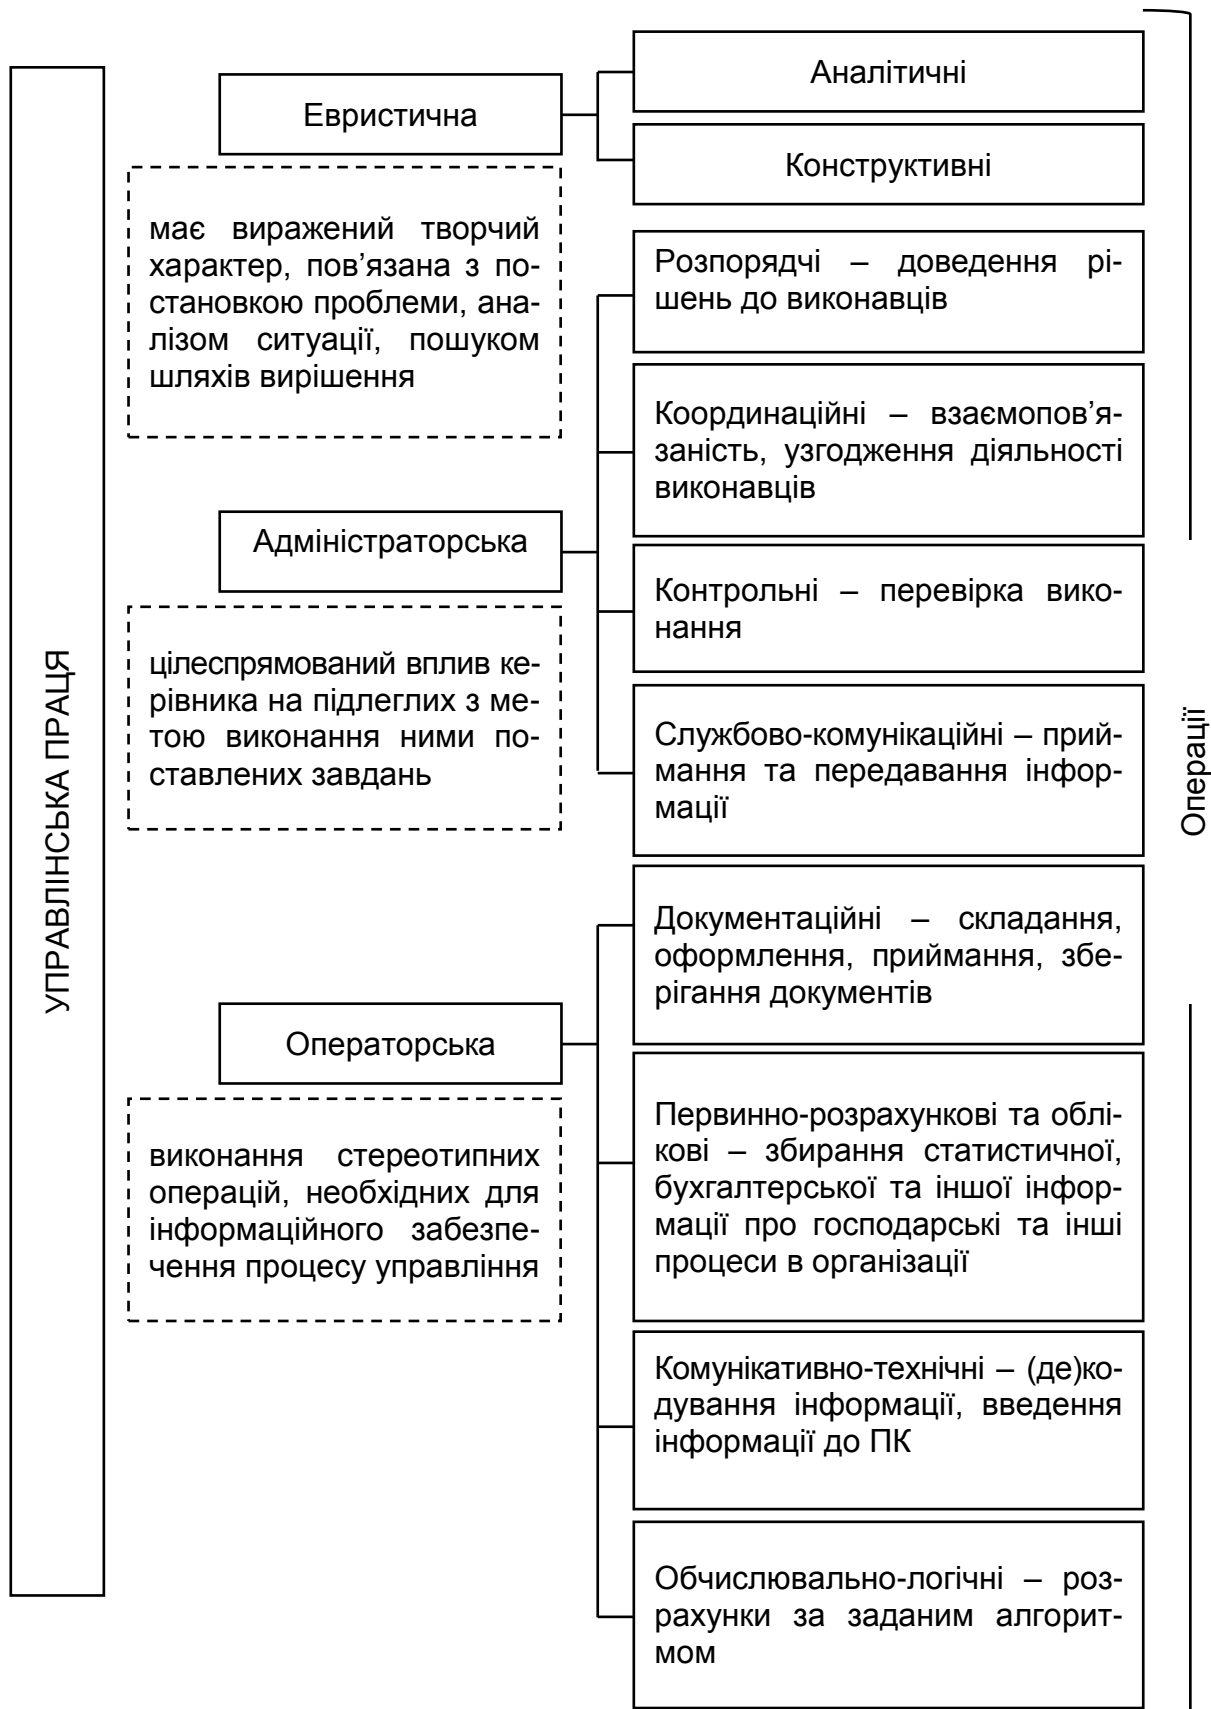 УПРАВЛІНСЬКА ПРАЦЯ
Евристична
має виражений творчий
характер, пов’язана з по-
становкою проблеми, ана-
лізом ситуації, пошуком
шляхів вирішення
Аналітичні
Конструктивні
Адміністраторська
цілеспрямований вплив ке-
рівника на підлеглих з ме-
тою виконання ними по-
ставлених завдань
Розпорядчі – доведення рі-
шень до виконавців
Координаційні – взаємопов’я-
заність, узгодження діяльності
виконавців
Контрольні – перевірка вико-
нання
Службово-комунікаційні – прий-
мання та передавання інфор-
мації
Операторська
виконання стереотипних
операцій, необхідних для
інформаційного забезпе-
чення процесу управління
Документаційні – складання,
оформлення, приймання, збе-
рігання документів
Первинно-розрахункові та облі-
кові – збирання статистичної,
бухгалтерської та іншої інфор-
мації про господарські та інші
процеси в організації
Комунікативно-технічні – (де)ко-
дування інформації, введення
інформації до ПК
Обчислювально-логічні – роз-
рахунки за заданим алгорит-
мом
Операції